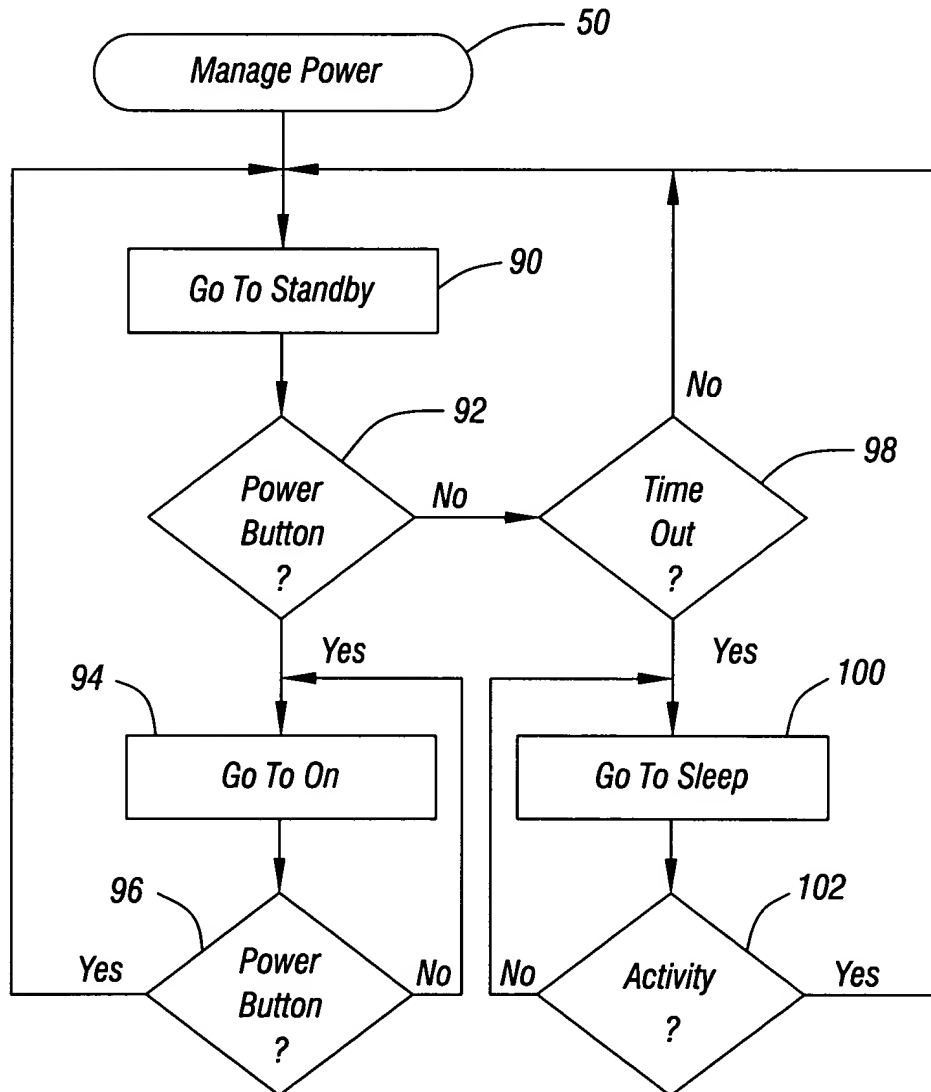 50
Manage Power
Go To Standby
90
92
Power
Button
?
No
Time
Out
?
98
No
Yes
Yes
94
Go To On
100
Go To Sleep
96
Power
Button
?
Yes
No
102
Activity
?
No
Yes